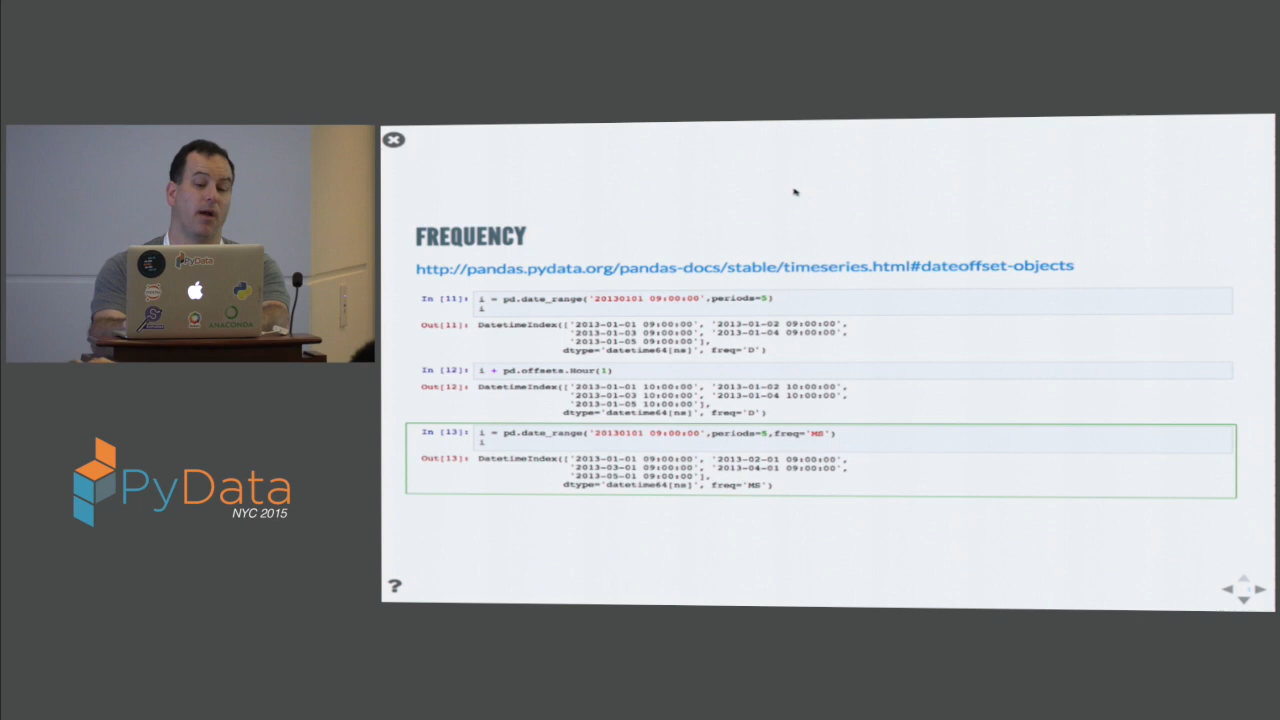 FREQUENCY
http://pandas.pydata.org/pandas-docs/stable/timeseries.html#dateoffset-objects
In [11]: i = pd.date_range('20130101 09:00:00',periods=5)
i
Out[11]: DatetimeIndex(['2013-01-01 09:00:00', '2013-01-02 09:00:00',
'2013-01-03 09:00:00', '2013-01-04 09:00:00',
'2013-01-05 09:00:00'],
dtype='datetime64[ns]', freq='D')
In [12]: i + pd.offsets.Hour(1)
Out[12]: DatetimeIndex(['2013-01-01 10:00:00', '2013-01-02 10:00:00',
'2013-01-03 10:00:00', '2013-01-04 10:00:00',
'2013-01-05 10:00:00'],
dtype='datetime64[ns]', freq='D')
In [13]: i = pd.date_range('20130101 09:00:00',periods=5,freq='MS')
i
Out[13]: DatetimeIndex(['2013-01-01 09:00:00', '2013-02-01 09:00:00',
'2013-03-01 09:00:00', '2013-04-01 09:00:00',
'2013-05-01 09:00:00'],
dtype='datetime64[ns]', freq='MS')
?
PyData
ANACONDA
PyData
NYC 2015